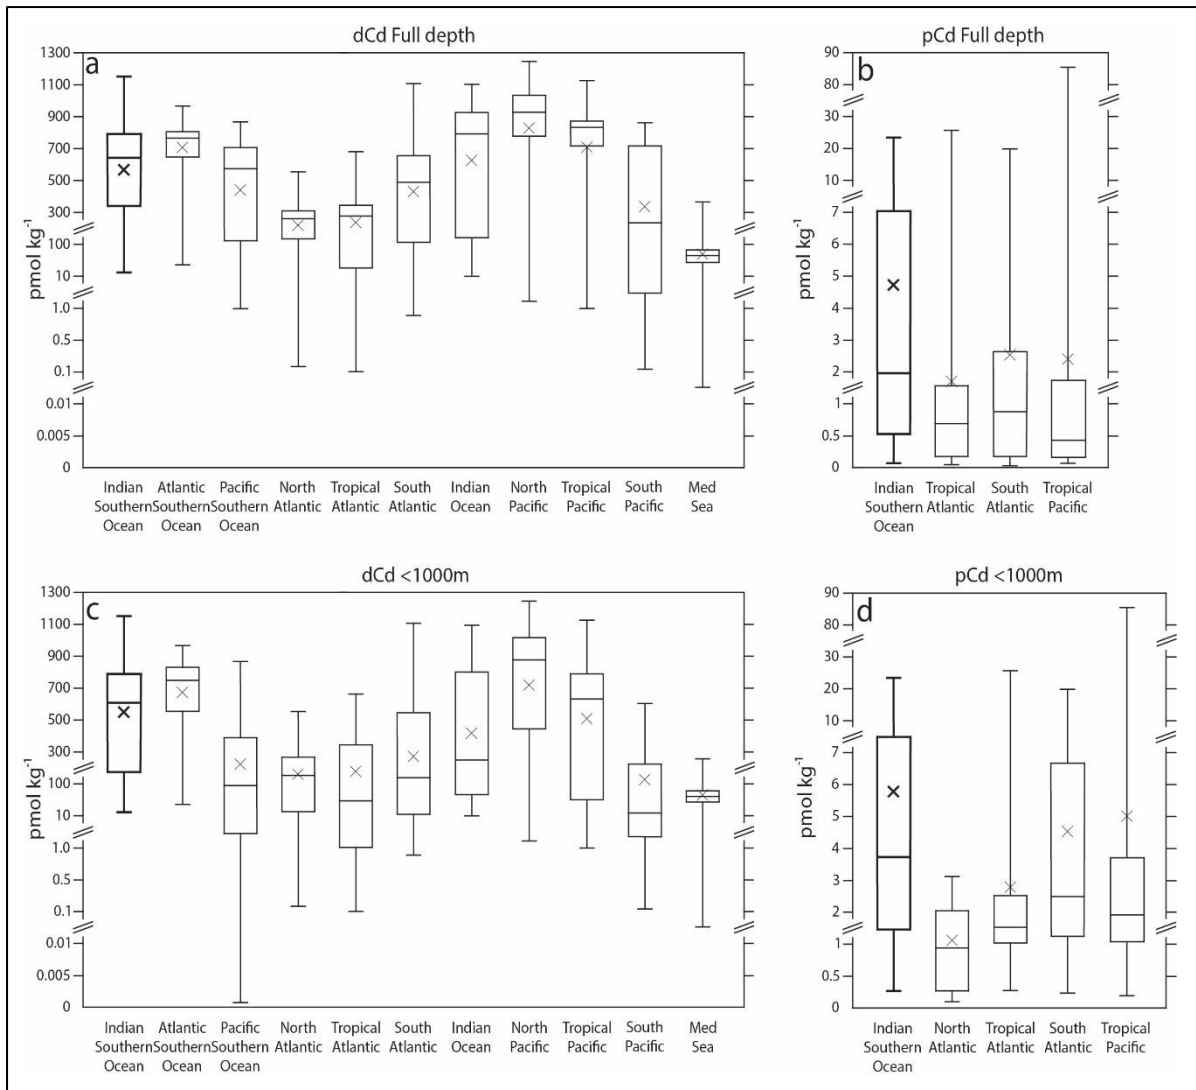 dCd Full depth
a
1300
1100
900
700
500
300
100
10
1.0
0.5
0.1
0.01
0.005
0
pmol kg⁻¹
Indian Southern Ocean
Atlantic Southern Ocean
Pacific Southern Ocean
North Atlantic
Tropical Atlantic
South Atlantic
Indian Ocean
North Pacific
Tropical Pacific
South Pacific
Med Sea
pCd Full depth
b
90
80
30
20
10
7
6
5
4
3
2
1
0.5
0
pmol kg⁻¹
Indian Southern Ocean
Tropical Atlantic
South Atlantic
Tropical Pacific
dCd <1000m
c
1300
1100
900
700
500
300
100
10
1.0
0.5
0.1
0.01
0.005
0
pmol kg⁻¹
Indian Southern Ocean
Atlantic Southern Ocean
Pacific Southern Ocean
North Atlantic
Tropical Atlantic
South Atlantic
Indian Ocean
North Pacific
Tropical Pacific
South Pacific
Med Sea
pCd <1000m
d
90
80
30
20
10
7
6
5
4
3
2
1
0.5
0
pmol kg⁻¹
Indian Southern Ocean
North Atlantic
Tropical Atlantic
South Atlantic
Tropical Pacific